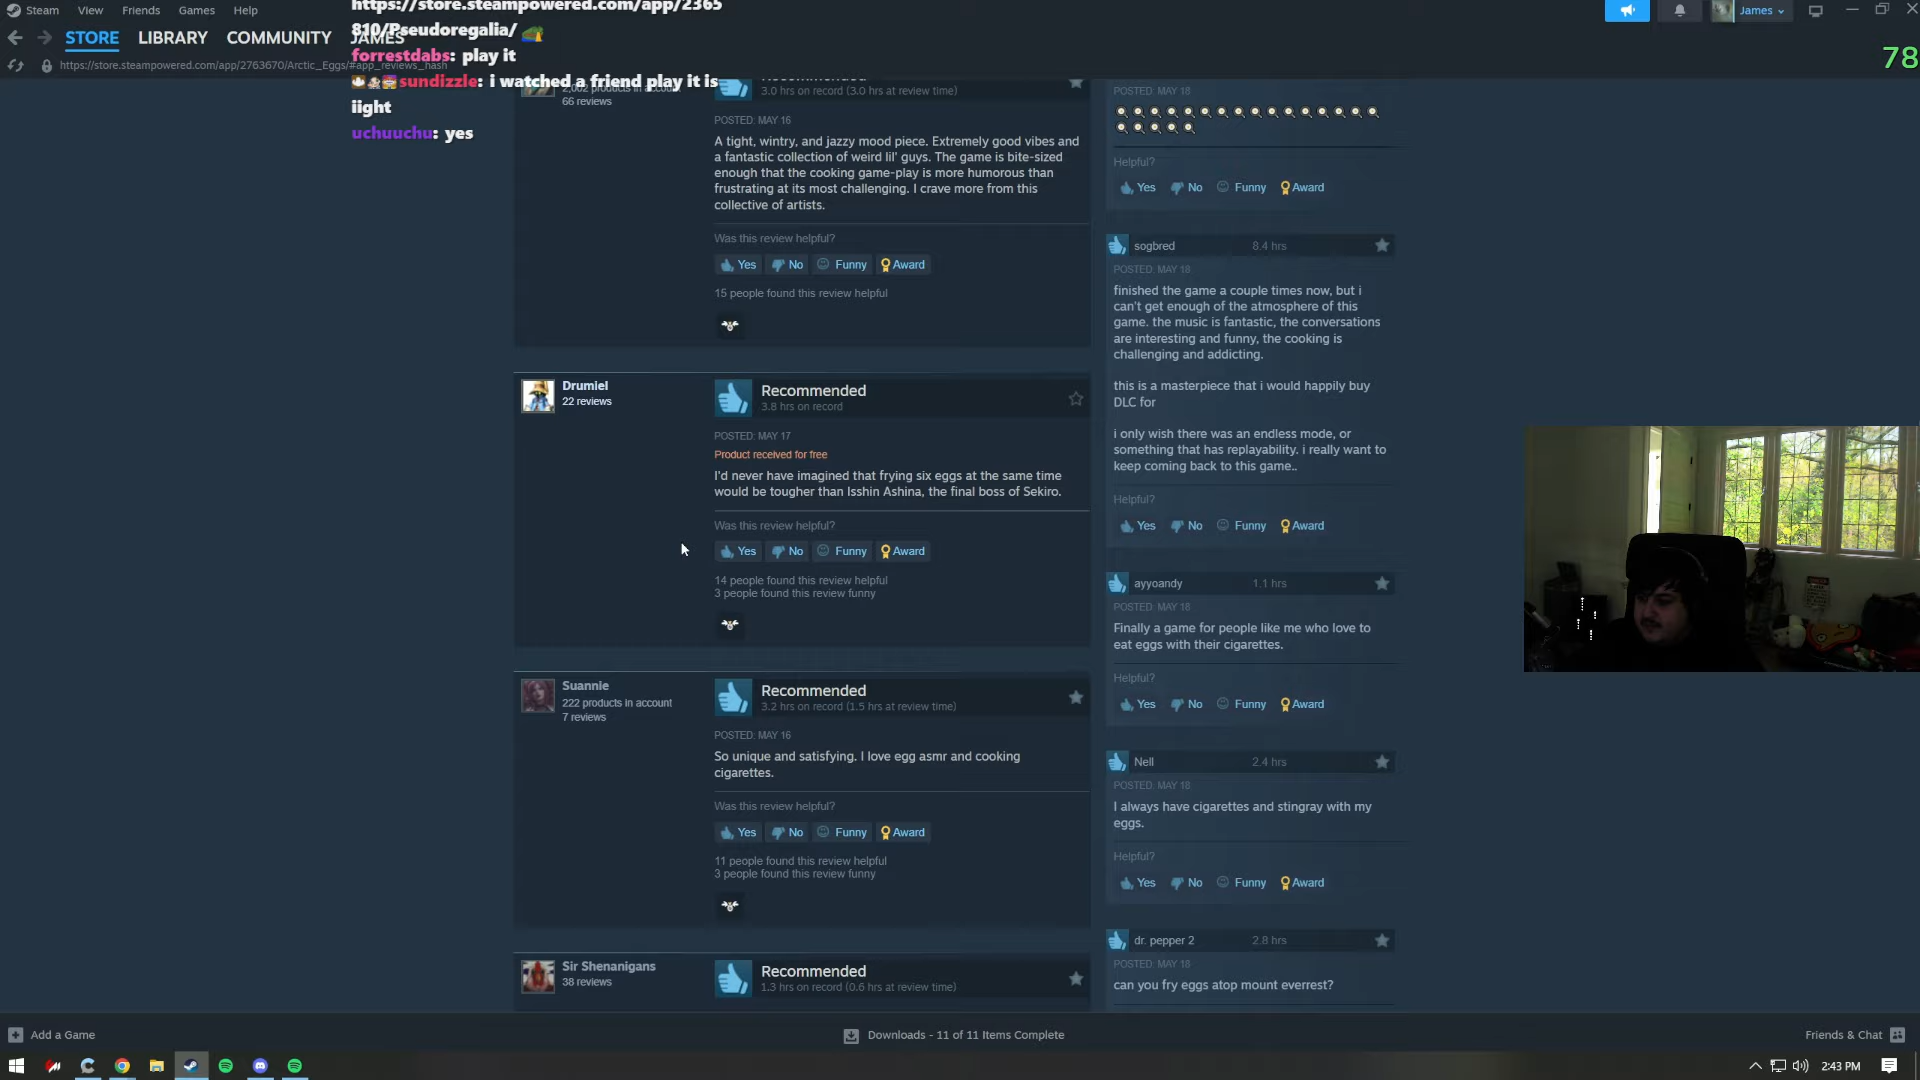 Steam View Friends Games Help
https://store.steampowered.com/app/2365
810/Pseudoregalia/
forrestdabs: play it
sundizzle: i watched a friend play it is
iight
uchuuchu: yes
James
STORE LIBRARY COMMUNITY JAMES
https://store.steampowered.com/app/2763670/Arctic_Eggs/#app_reviews_hash
78
2,002 products in account
66 reviews
Recommended
3.0 hrs on record (3.0 hrs at review time)
POSTED: MAY 16
A tight, wintry, and jazzy mood piece. Extremely good vibes and
a fantastic collection of weird lil' guys. The game is bite-sized
enough that the cooking game-play is more humorous than
frustrating at its most challenging. I crave more from this
collective of artists.
Was this review helpful?
Yes No Funny Award
15 people found this review helpful
Drumiel
22 reviews
Recommended
3.8 hrs on record
POSTED: MAY 17
Product received for free
I'd never have imagined that frying six eggs at the same time
would be tougher than Isshin Ashina, the final boss of Sekiro.
Was this review helpful?
Yes No Funny Award
14 people found this review helpful
3 people found this review funny
Suannie
222 products in account
7 reviews
Recommended
3.2 hrs on record (1.5 hrs at review time)
POSTED: MAY 16
So unique and satisfying. I love egg asmr and cooking
cigarettes.
Was this review helpful?
Yes No Funny Award
11 people found this review helpful
3 people found this review funny
Sir Shenanigans
38 reviews
Recommended
1.3 hrs on record (0.6 hrs at review time)
POSTED: MAY 18
Helpful?
Yes No Funny Award
sogbred 8.4 hrs
POSTED: MAY 18
finished the game a couple times now, but i
can't get enough of the atmosphere of this
game. the music is fantastic, the conversations
are interesting and funny, the cooking is
challenging and addicting.
this is a masterpiece that i would happily buy
DLC for
i only wish there was an endless mode, or
something that has replayability. i really want to
keep coming back to this game..
Helpful?
Yes No Funny Award
ayyoandy 1.1 hrs
POSTED: MAY 18
Finally a game for people like me who love to
eat eggs with their cigarettes.
Helpful?
Yes No Funny Award
Nell 2.4 hrs
POSTED: MAY 18
I always have cigarettes and stingray with my
eggs.
Helpful?
Yes No Funny Award
dr. pepper 2 2.8 hrs
POSTED: MAY 18
can you fry eggs atop mount everrest?
Add a Game
Downloads - 11 of 11 Items Complete
Friends & Chat
2:43 PM